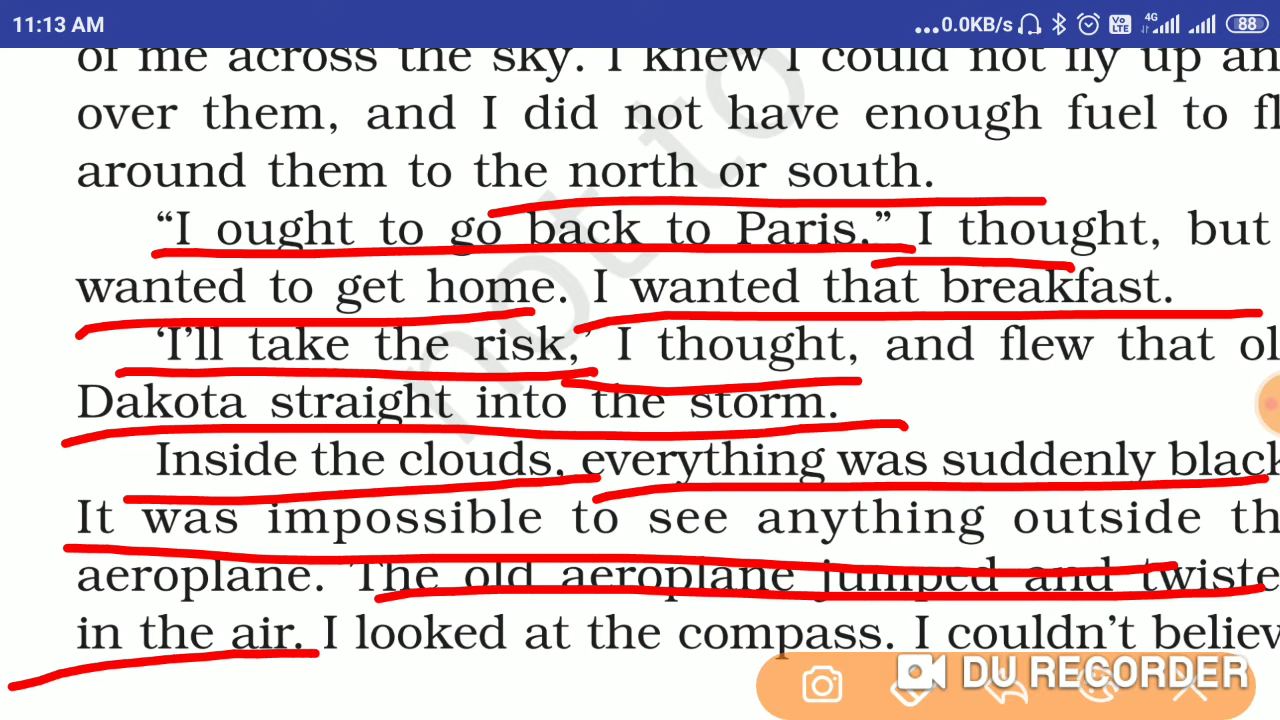 11:13 AM
...0.0KB/s Vo LTE 4G 88
of me across the sky. I knew I could not fly up an
over them, and I did not have enough fuel to fl
around them to the north or south.
“I ought to go back to Paris.” I thought, but
wanted to get home. I wanted that breakfast.
‘I’ll take the risk,’ I thought, and flew that ol
Dakota straight into the storm.
Inside the clouds, everything was suddenly black
It was impossible to see anything outside th
aeroplane. The old aeroplane jumped and twiste
in the air. I looked at the compass. I couldn’t believ
not to
DU RECORDER